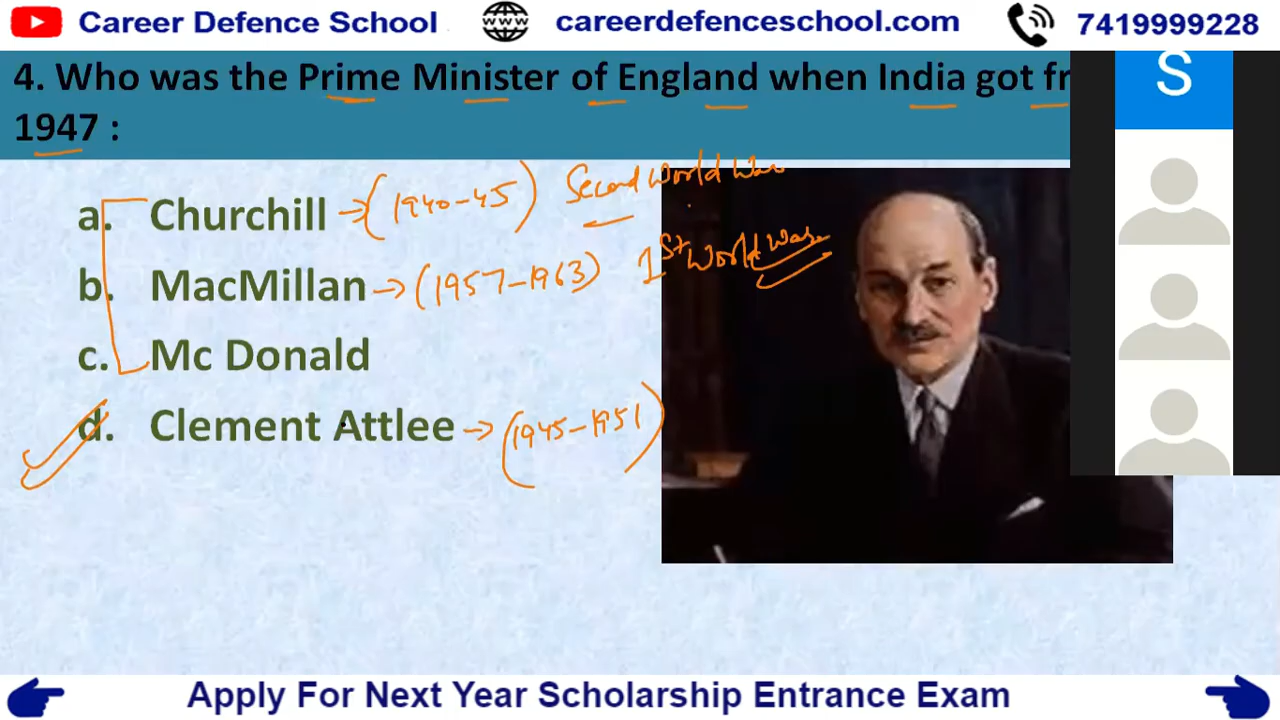 Career Defence School
WWW
careerdefenceschool.com
7419999228
4. Who was the Prime Minister of England when India got fr
1947 :
S
a. Churchill → (1940-45) Second World War
b. MacMillan → (1957-1963) 1st World War
c. Mc Donald
d. Clement Attlee → (1945-1951)
Apply For Next Year Scholarship Entrance Exam